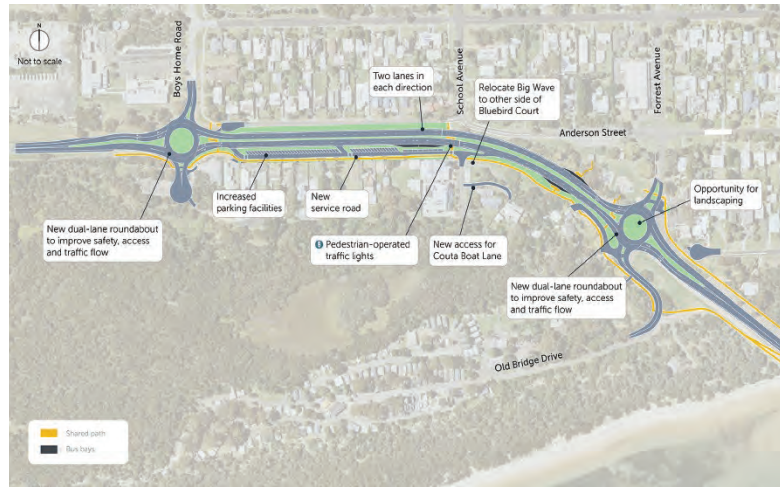 Not to scale
Boys Home Road
School Avenue
Forrest Avenue
Two lanes in
each direction
Relocate Big Wave
to other side of
Bluebird Court
Anderson Street
Increased
parking facilities
New
service road
Opportunity for
landscaping
New dual-lane roundabout
to improve safety, access
and traffic flow
Pedestrian-operated
traffic lights
New access for
Couta Boat Lane
New dual-lane roundabout
to improve safety, access
and traffic flow
Old Bridge Drive
Shared path
Bus bays